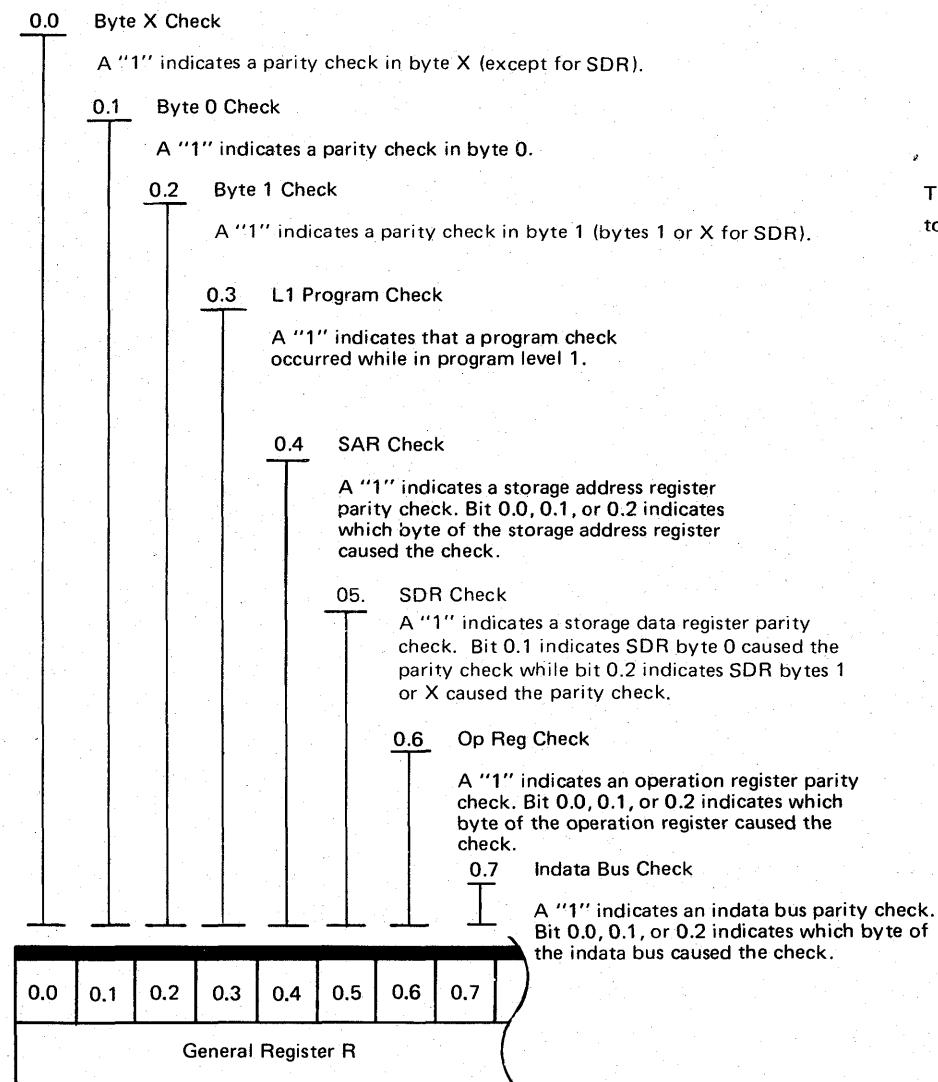 0.0 Byte X Check
A "1" indicates a parity check in byte X (except for SDR).
0.1 Byte 0 Check
A "1" indicates a parity check in byte 0.
0.2 Byte 1 Check
A "1" indicates a parity check in byte 1 (bytes 1 or X for SDR).
T
to
0.3 L1 Program Check
A "1" indicates that a program check
occurred while in program level 1.
0.4 SAR Check
A "1" indicates a storage address register
parity check. Bit 0.0, 0.1, or 0.2 indicates
which byte of the storage address register
caused the check.
05. SDR Check
A "1" indicates a storage data register parity
check. Bit 0.1 indicates SDR byte 0 caused the
parity check while bit 0.2 indicates SDR bytes 1
or X caused the parity check.
0.6 Op Reg Check
A "1" indicates an operation register parity
check. Bit 0.0, 0.1, or 0.2 indicates which
byte of the operation register caused the
check.
0.7 Indata Bus Check
A "1" indicates an indata bus parity check.
Bit 0.0, 0.1, or 0.2 indicates which byte of
the indata bus caused the check.
0.0 0.1 0.2 0.3 0.4 0.5 0.6 0.7
General Register R